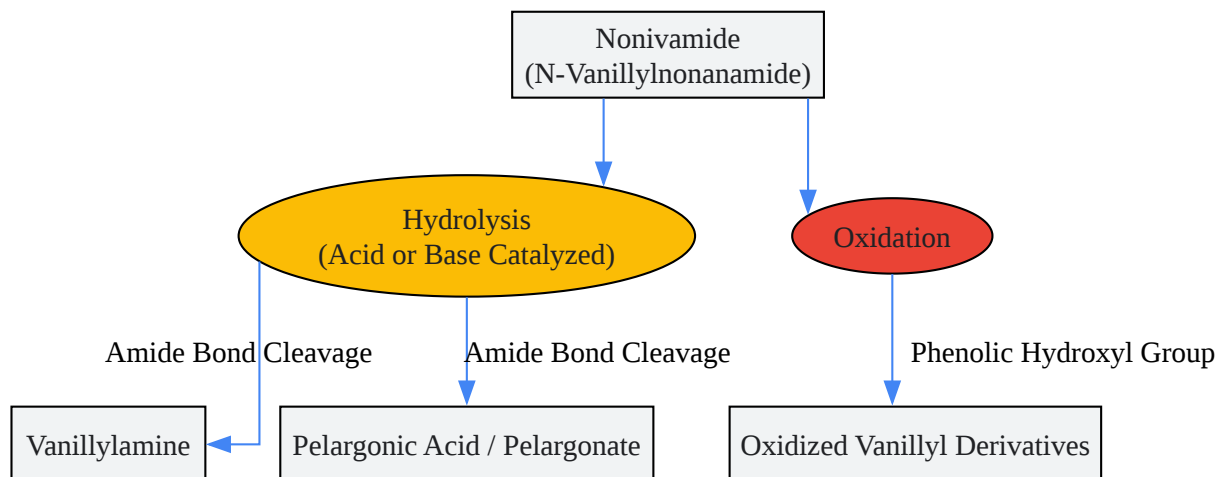 Nonivamide
(N-Vanillylnonanamide)
Hydrolysis
(Acid or Base Catalyzed)
Oxidation
Amide Bond Cleavage
Amide Bond Cleavage
Phenolic Hydroxyl Group
Vanillylamine
Pelargonic Acid / Pelargonate
Oxidized Vanillyl Derivatives